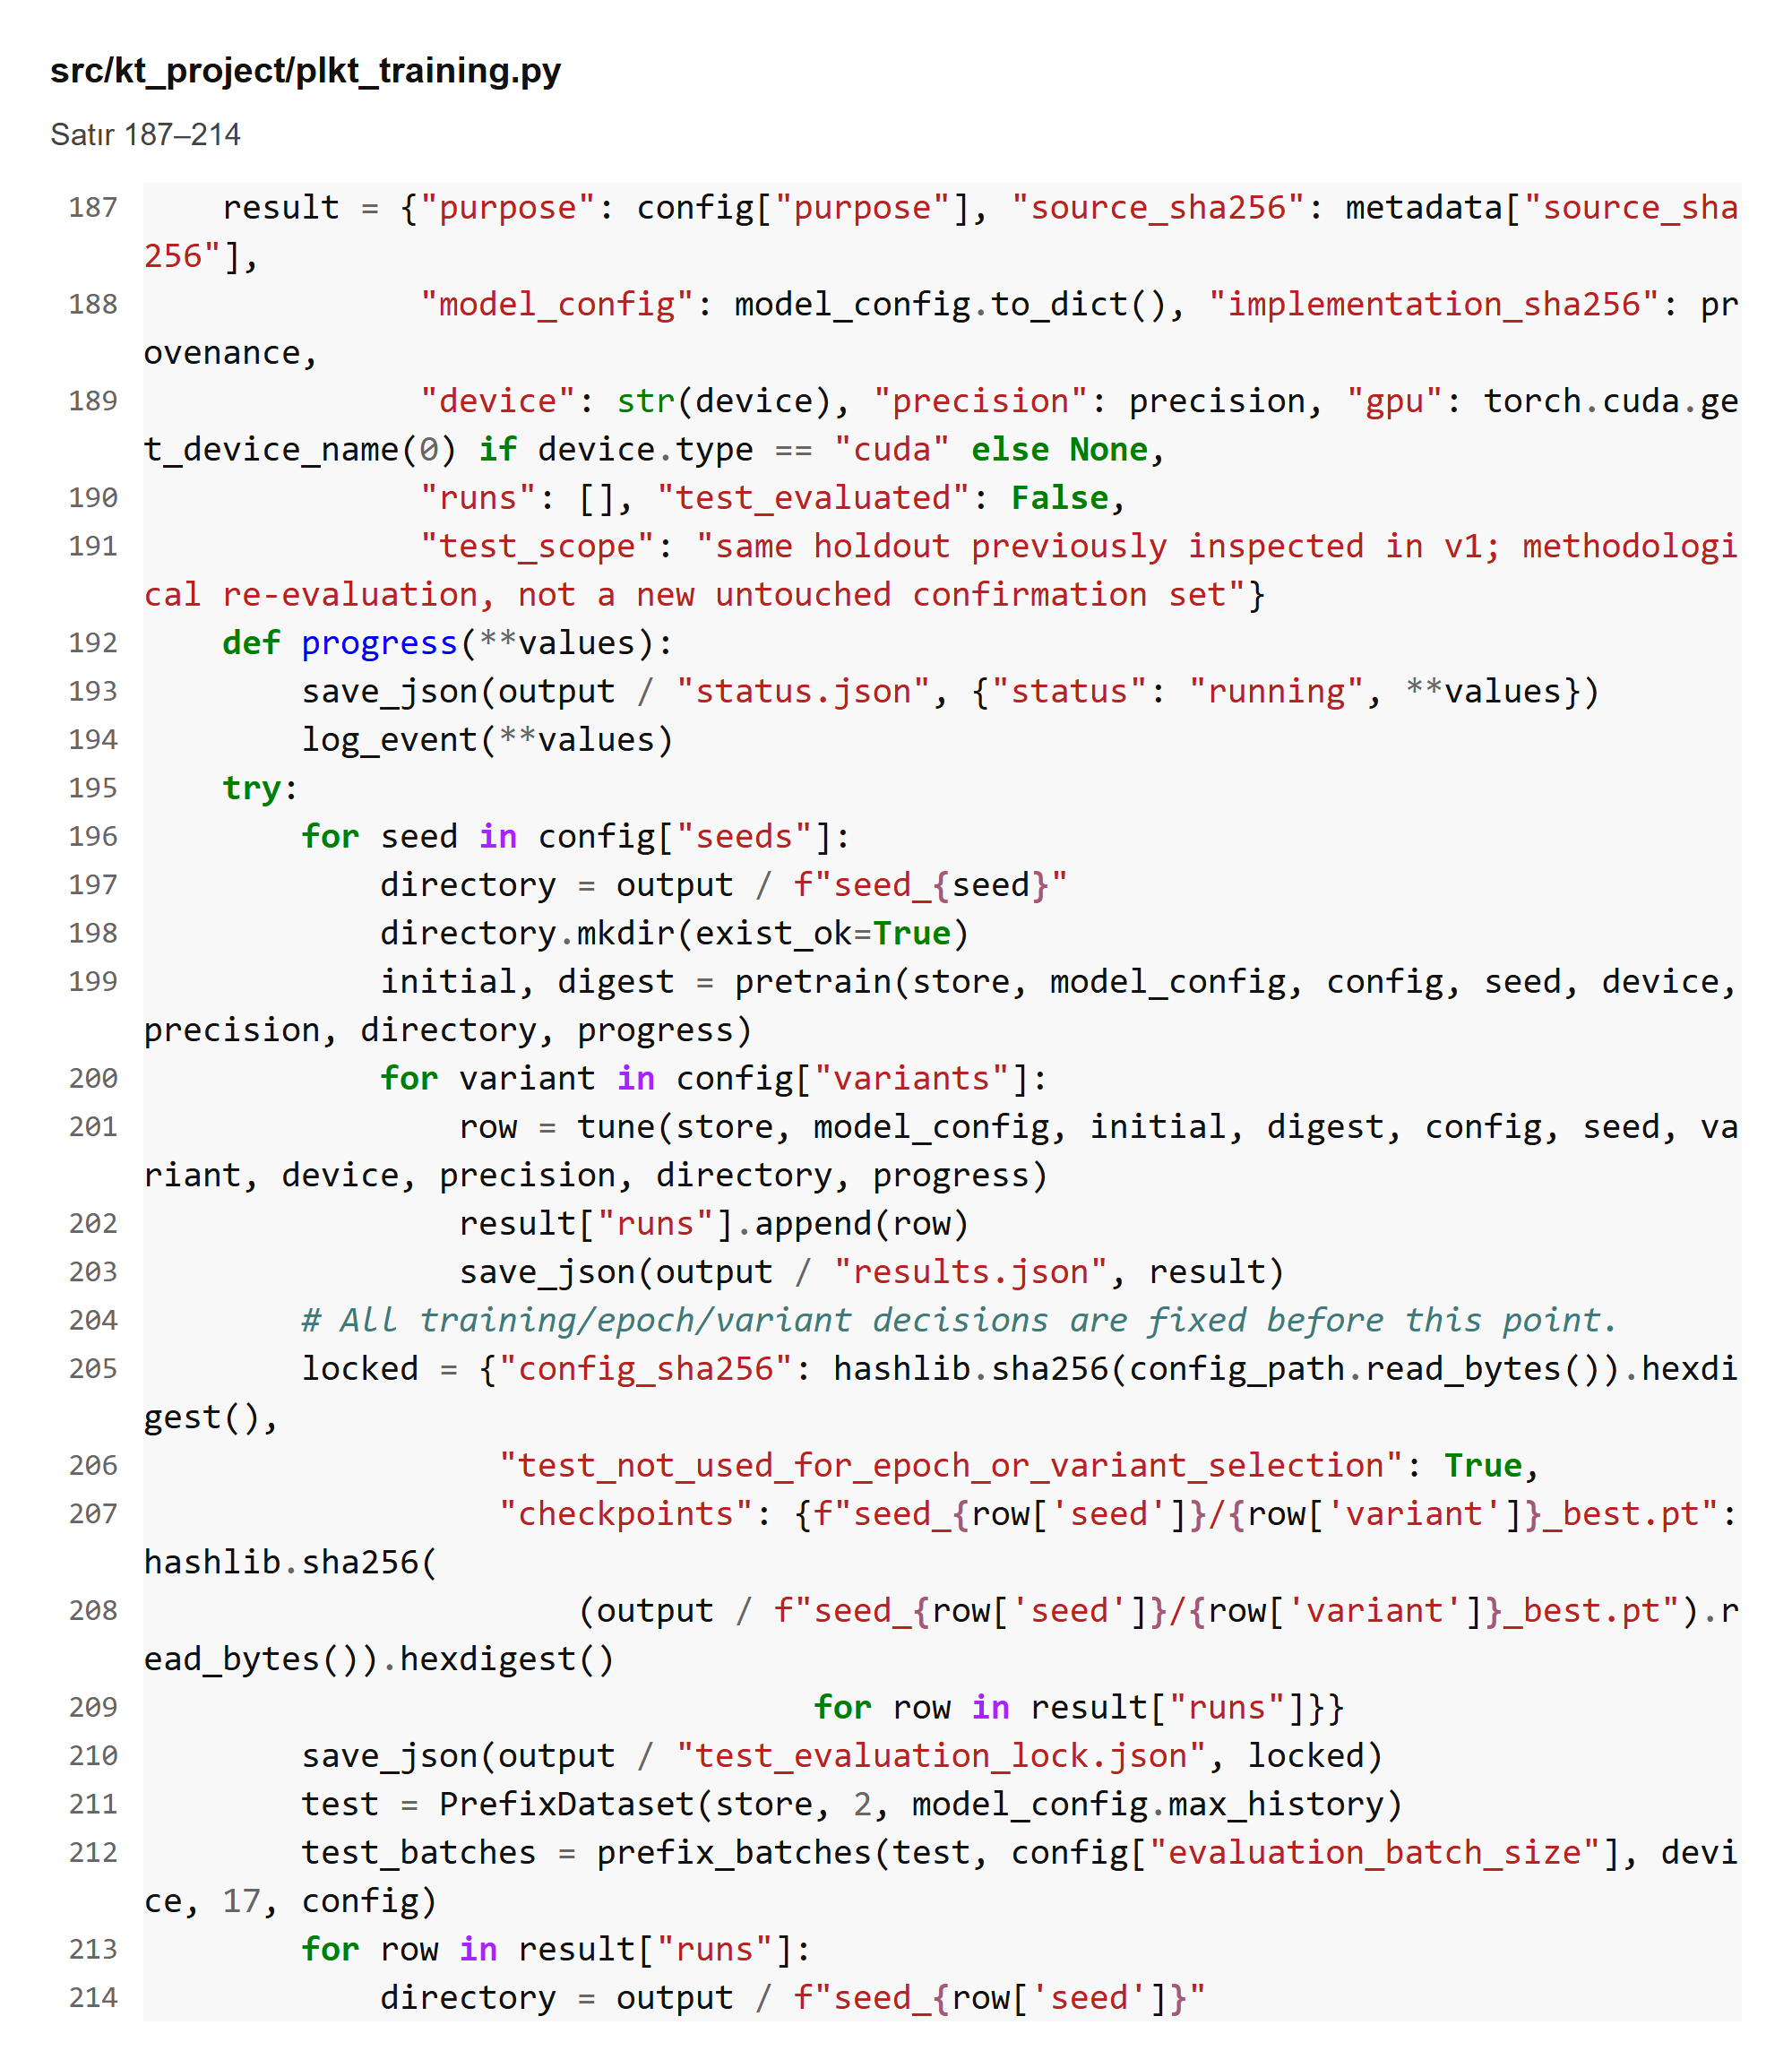 src/kt_project/plkt_training.py
Satır 187–214
187     result = {"purpose": config["purpose"], "source_sha256": metadata["source_sha
256"],
188               "model_config": model_config.to_dict(), "implementation_sha256": pr
ovenance,
189               "device": str(device), "precision": precision, "gpu": torch.cuda.ge
t_device_name(0) if device.type == "cuda" else None,
190               "runs": [], "test_evaluated": False,
191               "test_scope": "same holdout previously inspected in v1; methodologi
cal re-evaluation, not a new untouched confirmation set"}
192     def progress(**values):
193         save_json(output / "status.json", {"status": "running", **values})
194         log_event(**values)
195     try:
196         for seed in config["seeds"]:
197             directory = output / f"seed_{seed}"
198             directory.mkdir(exist_ok=True)
199             initial, digest = pretrain(store, model_config, config, seed, device,
precision, directory, progress)
200             for variant in config["variants"]:
201                 row = tune(store, model_config, initial, digest, config, seed, va
riant, device, precision, directory, progress)
202                 result["runs"].append(row)
203                 save_json(output / "results.json", result)
204         # All training/epoch/variant decisions are fixed before this point.
205         locked = {"config_sha256": hashlib.sha256(config_path.read_bytes()).hexdi
gest(),
206                   "test_not_used_for_epoch_or_variant_selection": True,
207                   "checkpoints": {f"seed_{row['seed']}/{row['variant']}_best.pt":
hashlib.sha256(
208                       (output / f"seed_{row['seed']}/{row['variant']}_best.pt").r
ead_bytes()).hexdigest()
209                                   for row in result["runs"]}}
210         save_json(output / "test_evaluation_lock.json", locked)
211         test = PrefixDataset(store, 2, model_config.max_history)
212         test_batches = prefix_batches(test, config["evaluation_batch_size"], devi
ce, 17, config)
213         for row in result["runs"]:
214             directory = output / f"seed_{row['seed']}"